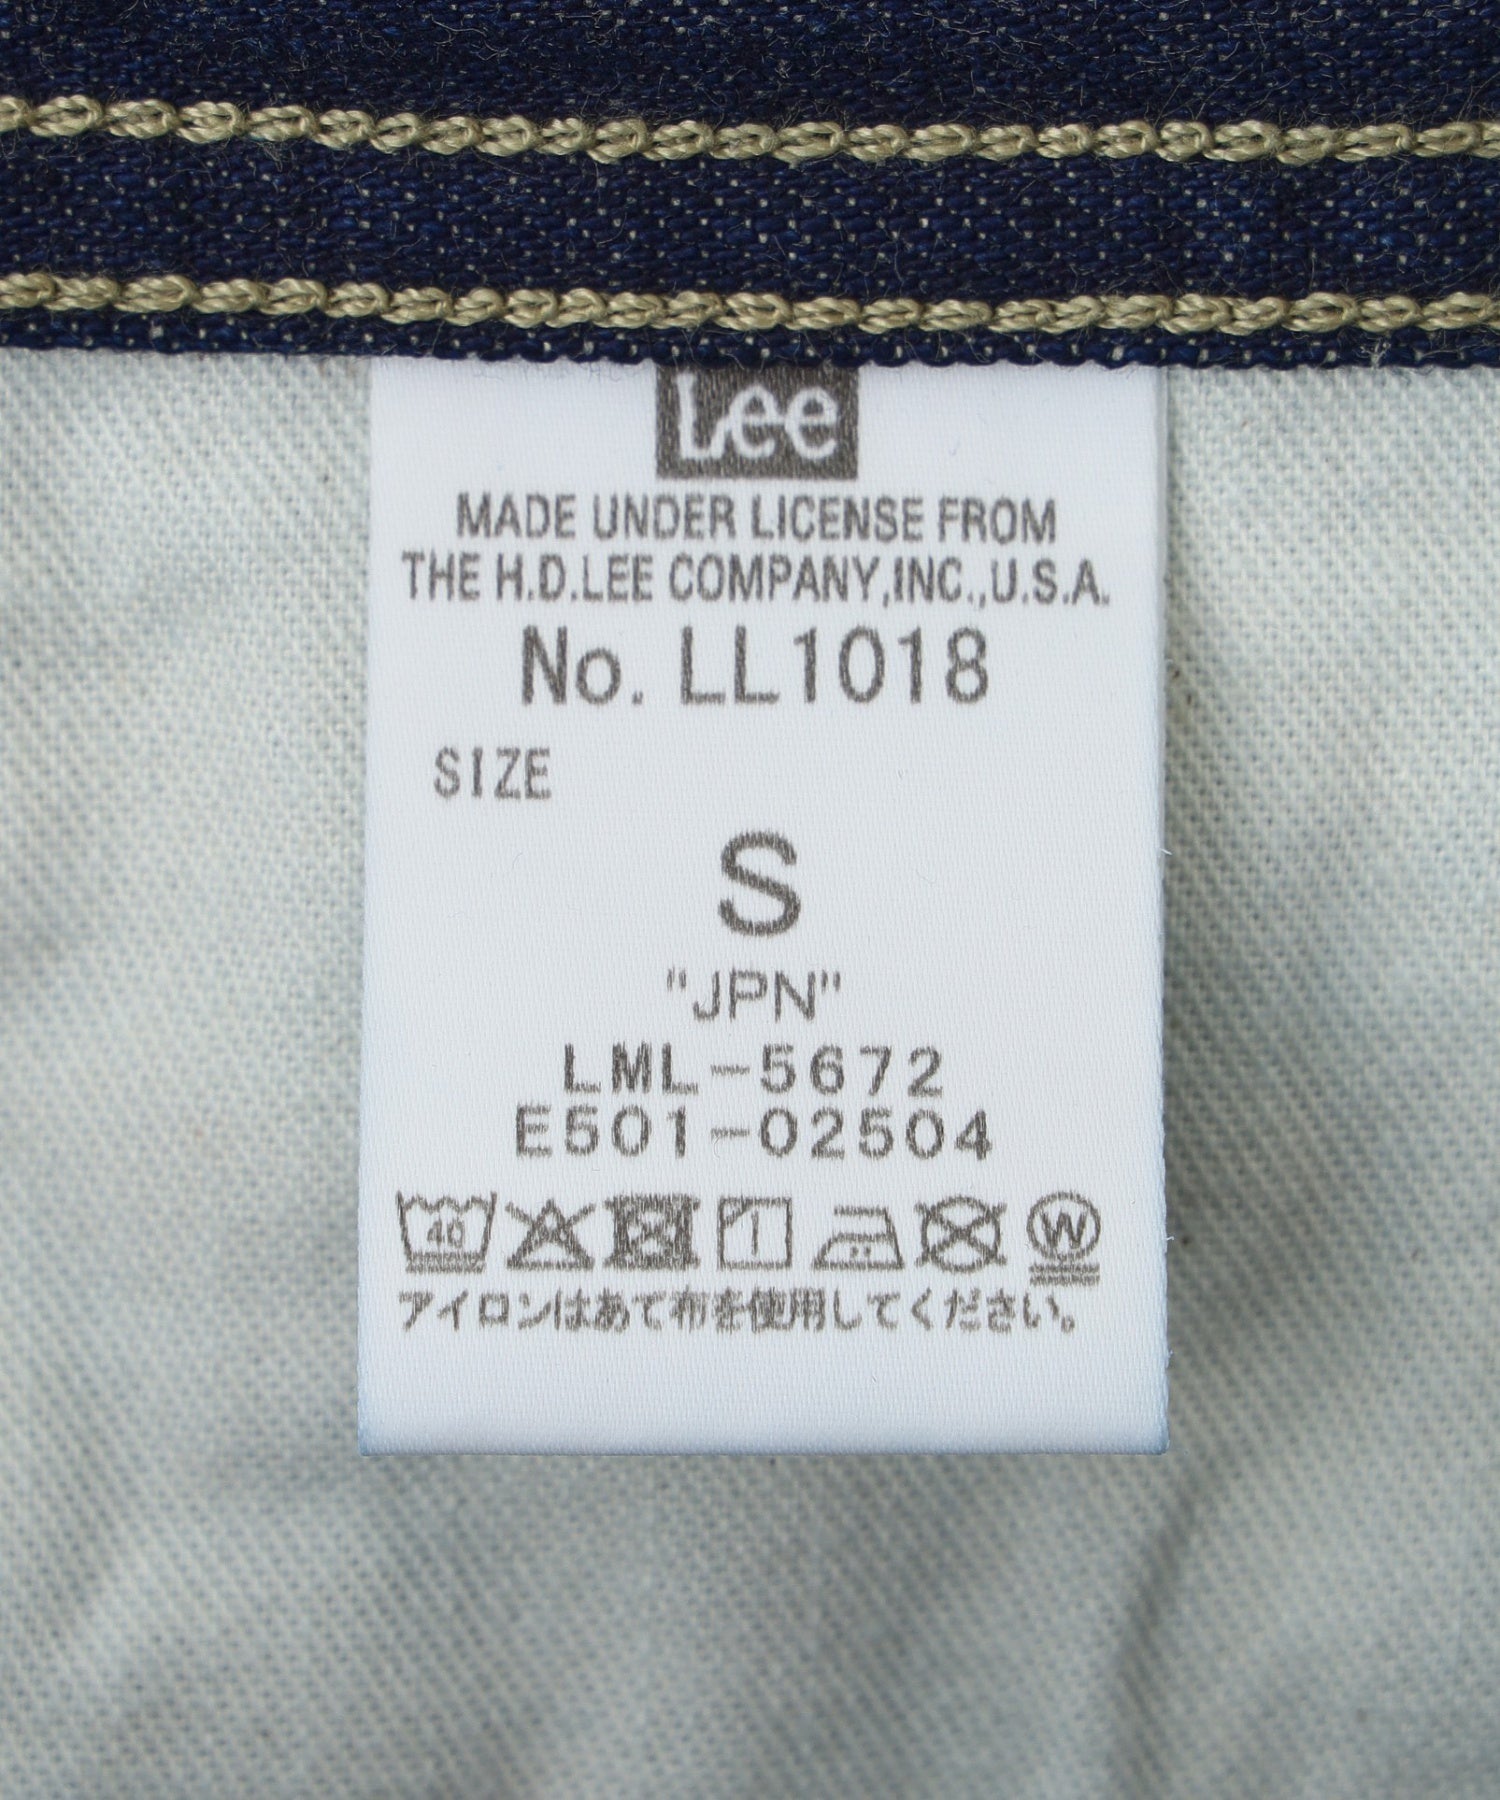 Lee
MADE UNDER LICENSE FROM
THE H.D.LEE COMPANY,INC.,U.S.A.
No. LL1018
SIZE
S
"JPN"
LML-5672
E501-02504
40 1 W
アイロンはあて布を使用してください。